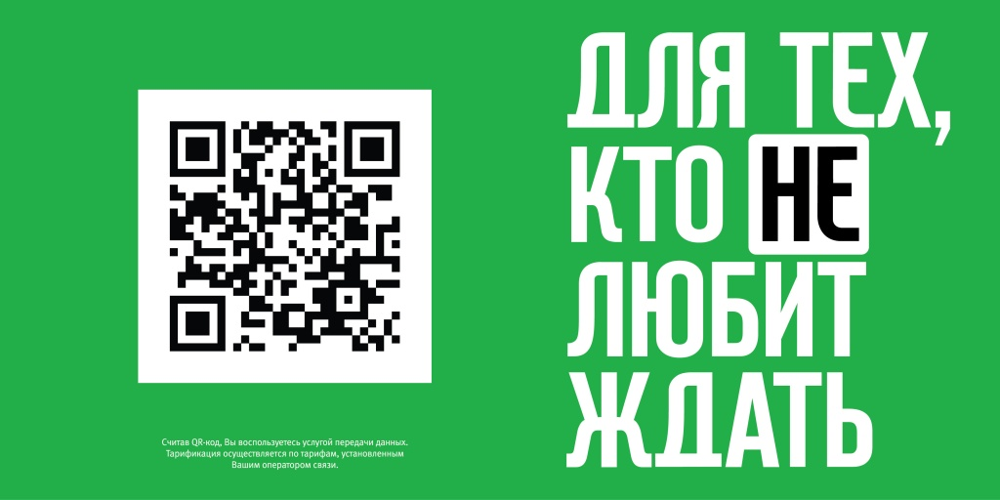 ДЛЯ ТЕХ,
КТО НЕ
ЛЮБИТ
ЖДАТЬ
Считав QR-код, Вы воспользуетесь услугой передачи данных.
Тарификация осуществляется по тарифам, установленным
Вашим оператором связи.